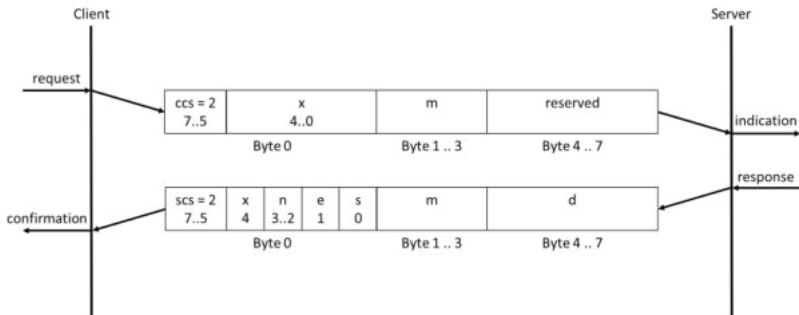 Client Server
request
ccs = 2 x m reserved
7..5 4..0
indication
Byte 0 Byte 1 .. 3 Byte 4 .. 7
response
scs = 2 x n e s m d
7..5 4 3..2 1 0
confirmation
Byte 0 Byte 1 .. 3 Byte 4 .. 7